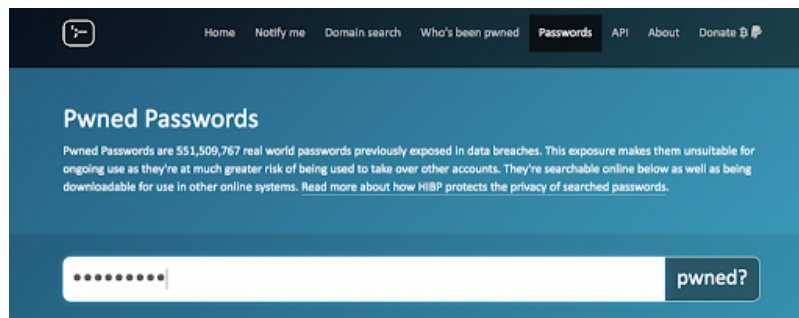 Home Notify me Domain search Who's been pwned Passwords API About Donate
Pwned Passwords
Pwned Passwords are 551,509,767 real world passwords previously exposed in data breaches. This exposure makes them unsuitable for
ongoing use as they're at much greater risk of being used to take over other accounts. They're searchable online below as well as being
downloadable for use in other online systems. Read more about how HIBP protects the privacy of searched passwords.
••••••••• pwned?